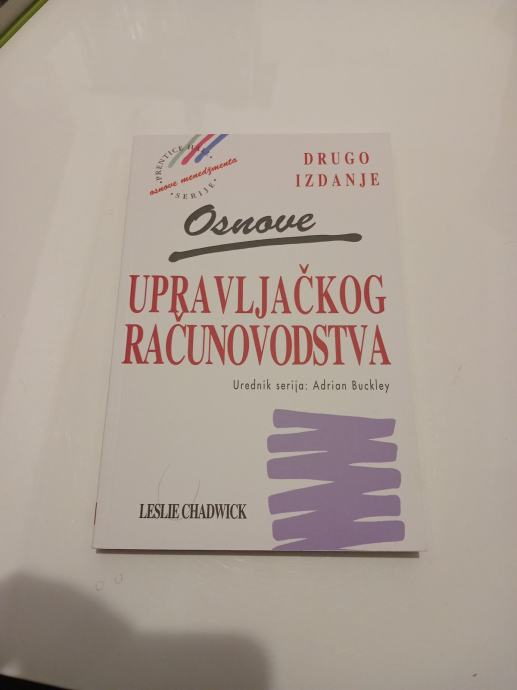 PRENTICE HALL
osnove menedžmenta
SERIJE
DRUGO
IZDANJE
Osnove
UPRAVLJAČKOG
RAČUNOVODSTVA
Urednik serija: Adrian Buckley
LESLIE CHADWICK